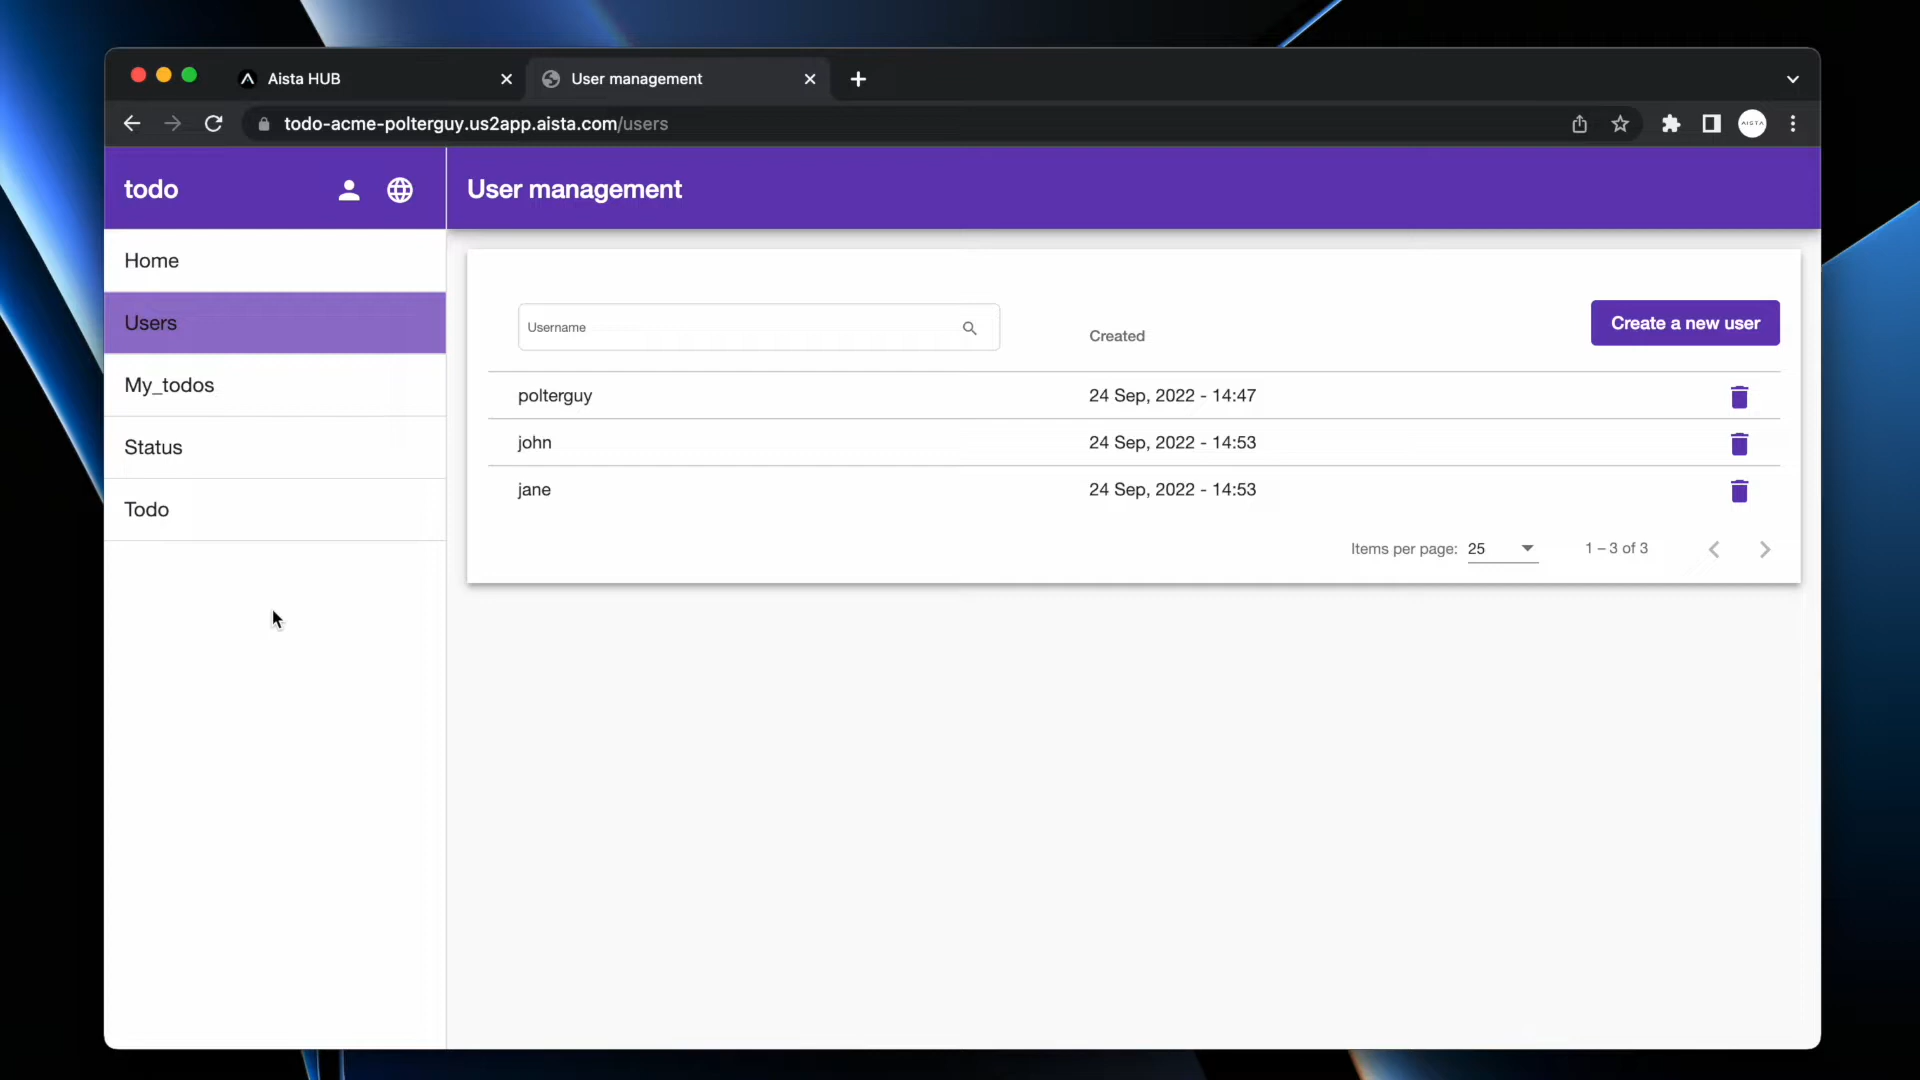 Aista HUB
User management
todo-acme-polterguy.us2app.aista.com/users
AISTA
todo
User management
Home
Users
My_todos
Status
Todo
Username
Created
Create a new user
polterguy
24 Sep, 2022 - 14:47
john
24 Sep, 2022 - 14:53
jane
24 Sep, 2022 - 14:53
Items per page: 25
1 – 3 of 3